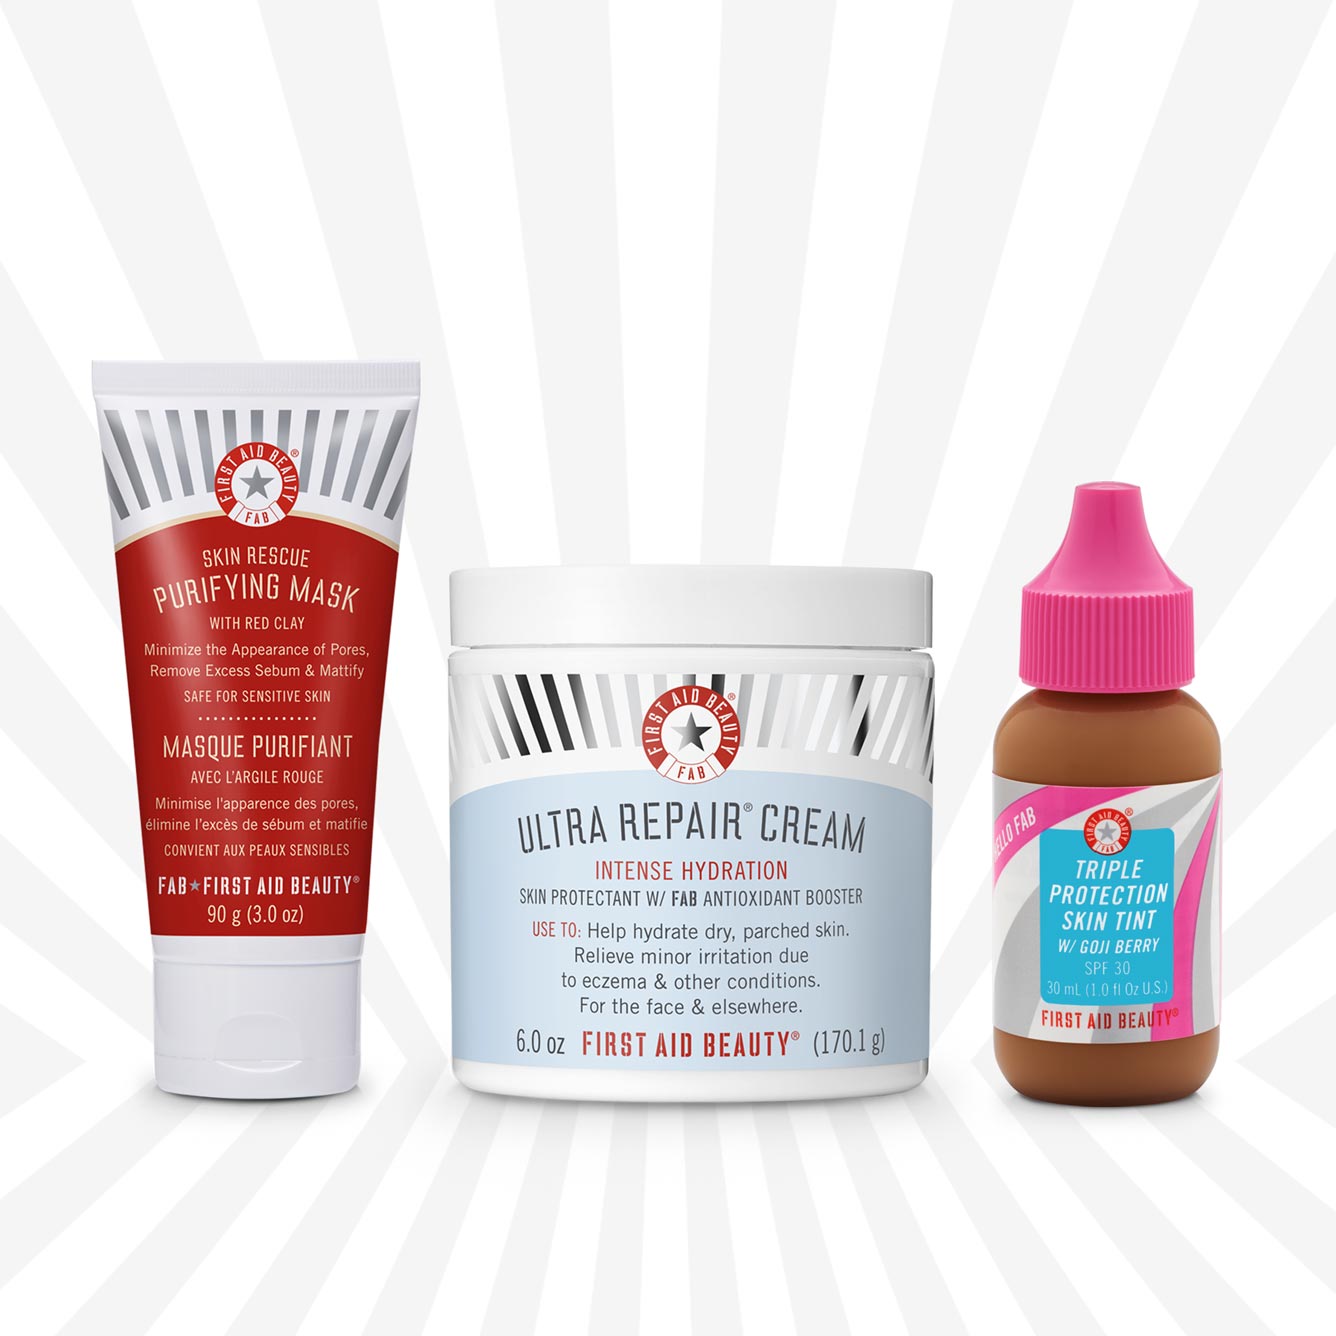 FIRST AID BEAUTY®
FAB
SKIN RESCUE
PURIFYING MASK
WITH RED CLAY
Minimize the Appearance of Pores,
Remove Excess Sebum & Mattify
SAFE FOR SENSITIVE SKIN
MASQUE PURIFIANT
AVEC L'ARGILE ROUGE
Minimise l'apparence des pores,
élimine l'excès de sébum et matifie
CONVIENT AUX PEAUX SENSIBLES
FAB★FIRST AID BEAUTY®
90 g (3.0 oz)
FIRST AID BEAUTY®
FAB
ULTRA REPAIR® CREAM
INTENSE HYDRATION
SKIN PROTECTANT W/ FAB ANTIOXIDANT BOOSTER
USE TO: Help hydrate dry, parched skin.
Relieve minor irritation due
to eczema & other conditions.
For the face & elsewhere.
6.0 oz FIRST AID BEAUTY® (170.1 g)
HELLO FAB
FIRST AID BEAUTY®
FAB
TRIPLE
PROTECTION
SKIN TINT
W/ GOJI BERRY
SPF 30
30 mL (1.0 fl Oz U.S.)
FIRST AID BEAUTY®